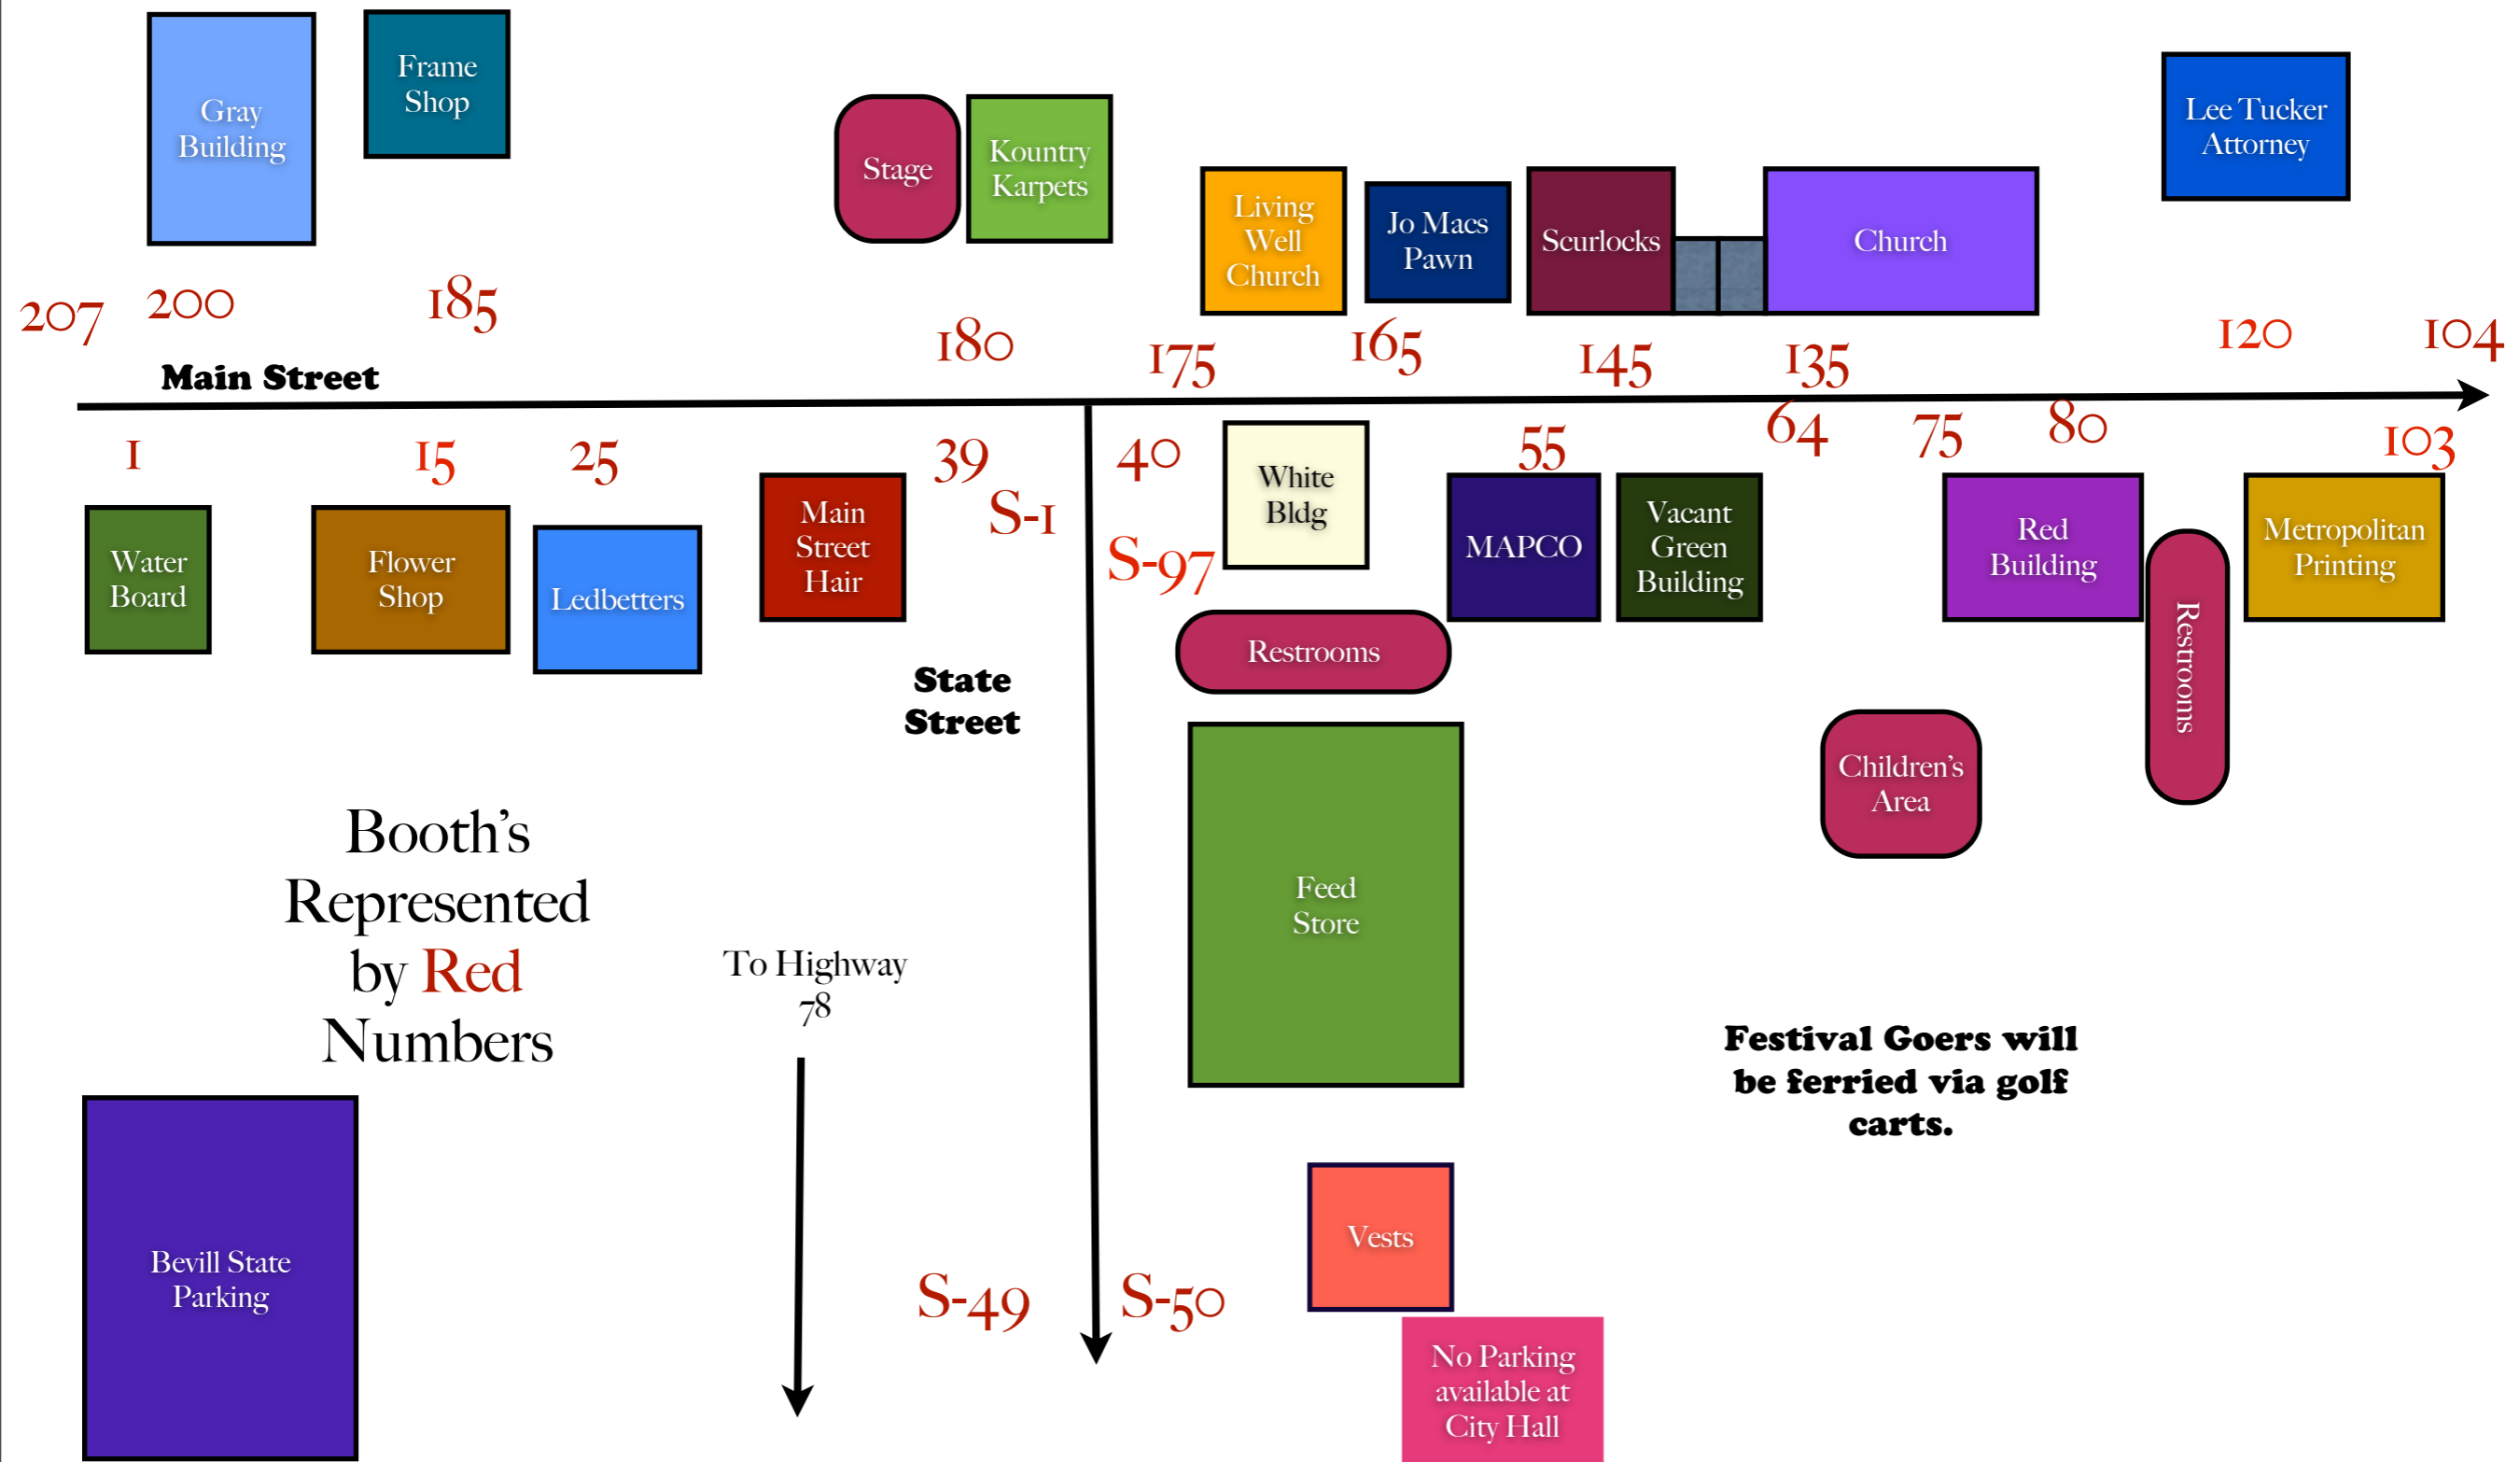 Gray
Building
Frame
Shop
Stage
Kountry
Karpets
Living
Well
Church
Jo Macs
Pawn
Scurlocks
Church
Lee Tucker
Attorney
207
200
185
180
175
165
145
135
120
104
Main Street
1
15
25
39
40
55
64
75
80
103
S-1
S-97
Water
Board
Flower
Shop
Ledbetters
Main
Street
Hair
White
Bldg
MAPCO
Vacant
Green
Building
Red
Building
Metropolitan
Printing
Restrooms
Restrooms
State
Street
Children's
Area
Booth's
Represented
by Red
Numbers
Feed
Store
To Highway
78
Festival Goers will
be ferried via golf
carts.
Bevill State
Parking
Vests
S-49
S-50
No Parking
available at
City Hall